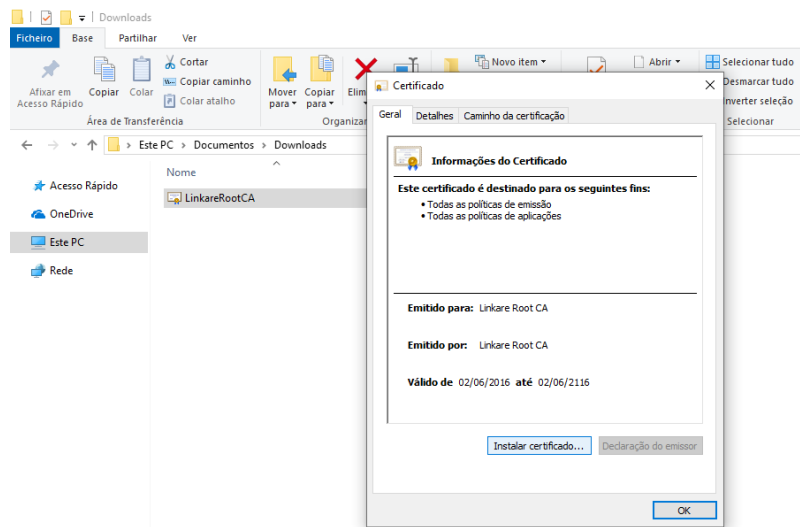 Downloads
Ficheiro Base Partilhar Ver
Afixar em Acesso Rápido
Copiar
Colar
Cortar
Copiar caminho
Colar atalho
Área de Transferência
Mover para
Copiar para
Novo item
Abrir
Selecionar tudo
Desmarcar tudo
Selecionar
Este PC > Documentos > Downloads
Acesso Rápido
OneDrive
Este PC
Rede
Nome
LinkareRootCA
Certificado
Geral Detalhes Caminho da certificação
Informações do Certificado
Este certificado é destinado para os seguintes fins:
• Todas as políticas de emissão
• Todas as políticas de aplicações
Emitido para: Linkare Root CA
Emitido por: Linkare Root CA
Válido de 02/06/2016 até 02/06/2116
Instalar certificado...
Declaração do emissor
OK